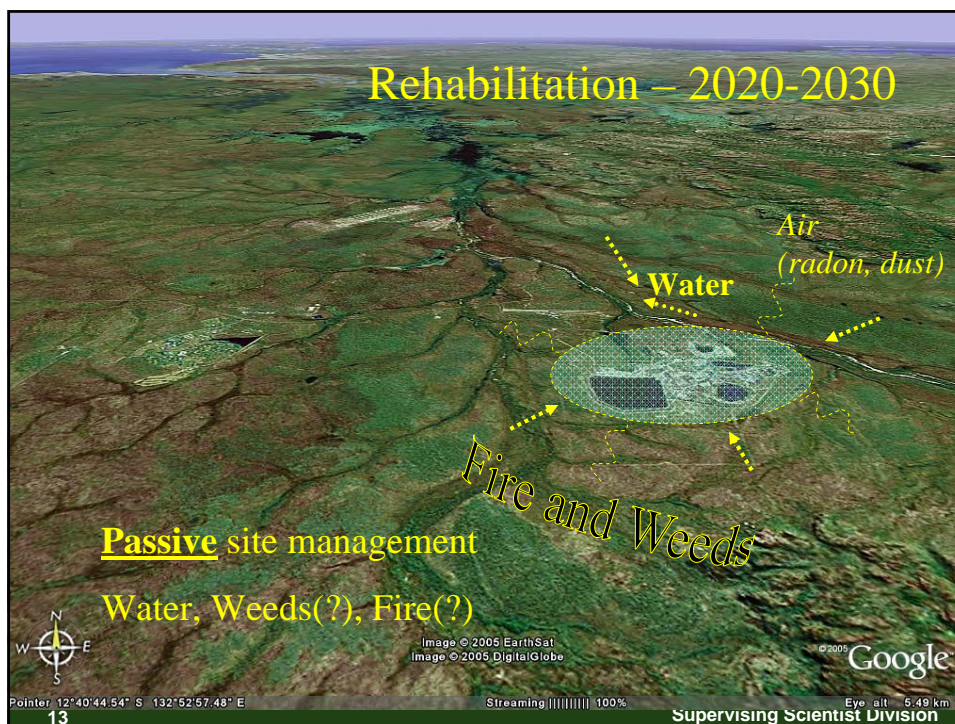 Rehabilitation – 2020-2030
Air
(radon, dust)
Water
Fire and Weeds
Passive site management
Water, Weeds(?), Fire(?)
N
W E
S
Image © 2005 EarthSat
Image © 2005 DigitalGlobe
©2005 Google
Pointer 12°40'44.54" S 132°52'57.48" E Streaming ||||||||| 100% Eye alt 5.49 km
13 Supervising Scientist Division